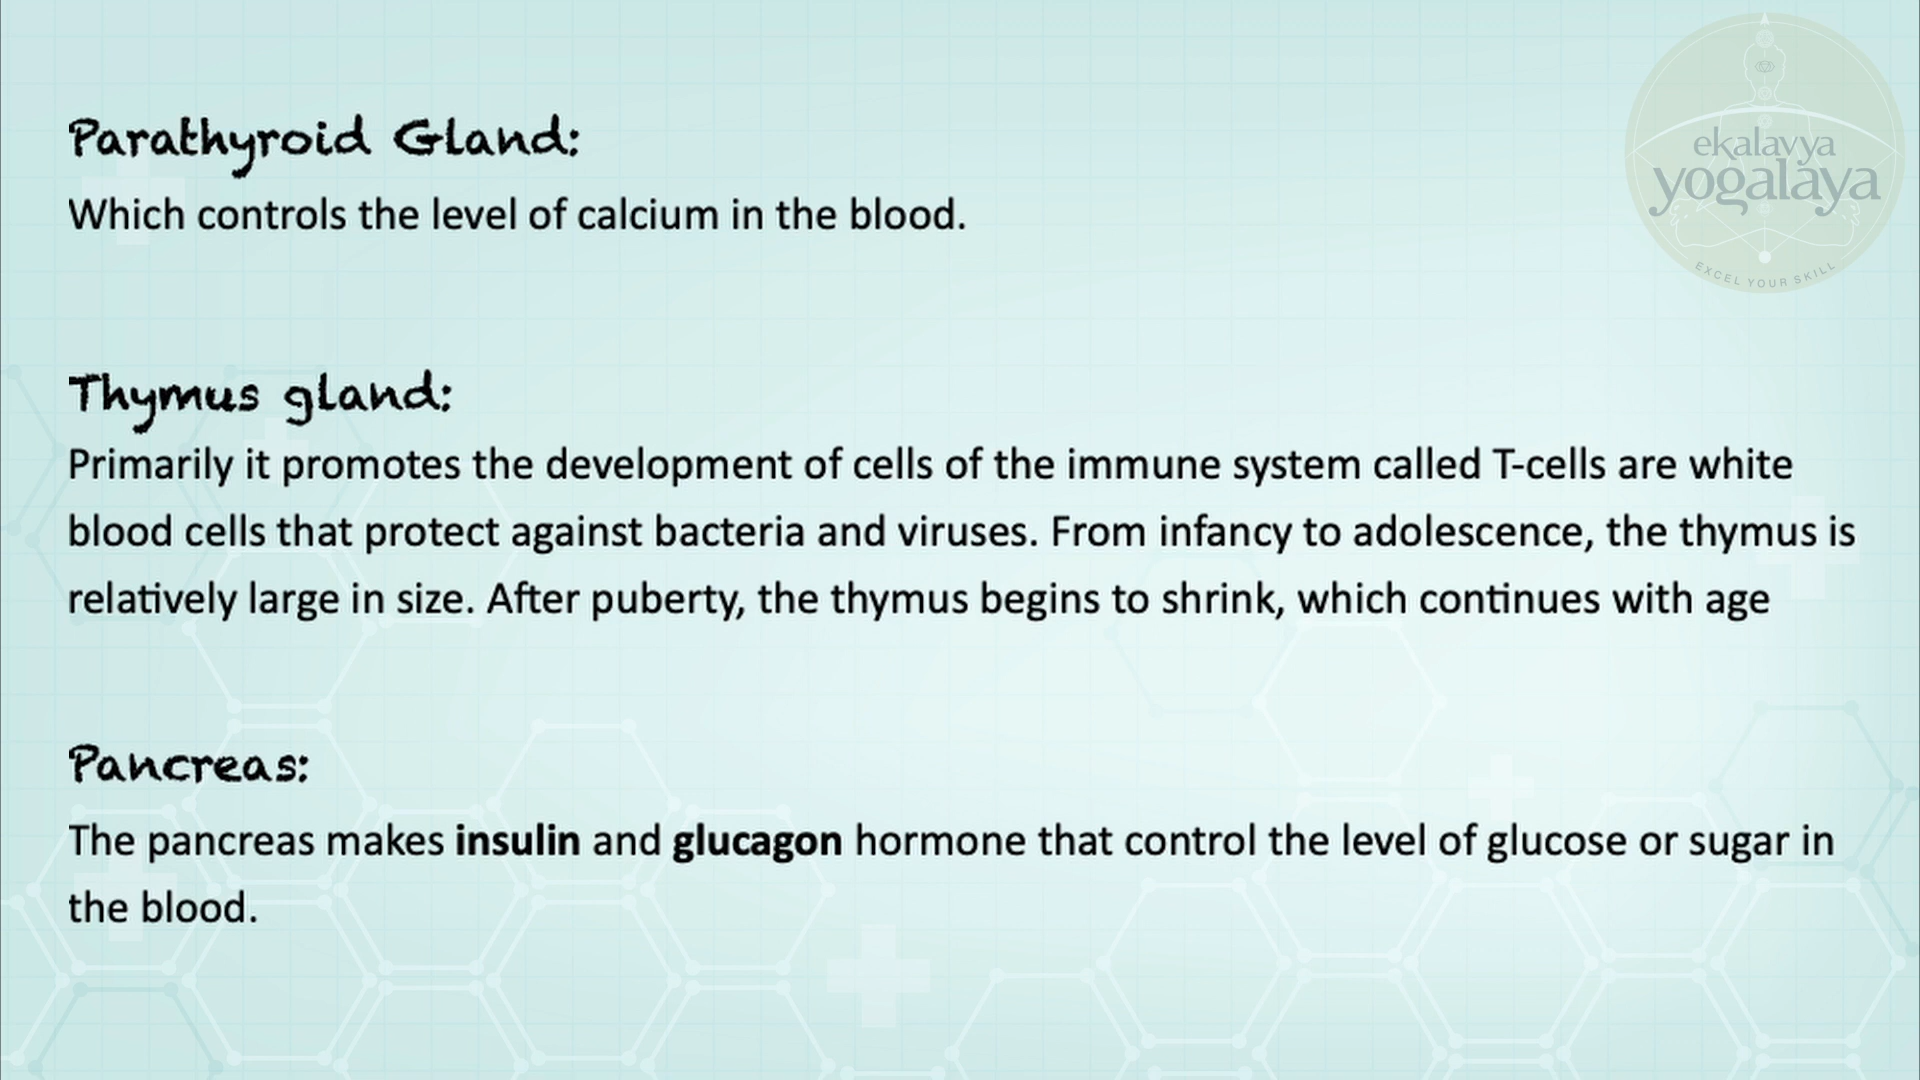 ekalavya
yogalaya
EXCEL YOUR SKILL
Parathyroid Gland:
Which controls the level of calcium in the blood.
Thymus gland:
Primarily it promotes the development of cells of the immune system called T-cells are white
blood cells that protect against bacteria and viruses. From infancy to adolescence, the thymus is
relatively large in size. After puberty, the thymus begins to shrink, which continues with age
Pancreas:
The pancreas makes insulin and glucagon hormone that control the level of glucose or sugar in
the blood.